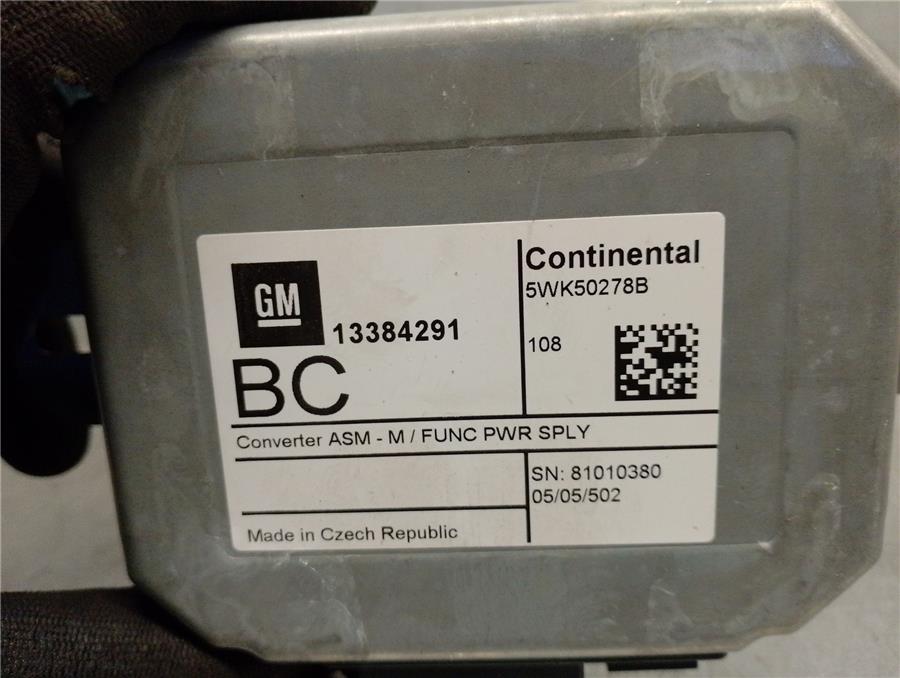 GM
13384291
BC
Continental
5WK50278B
108
Converter ASM - M / FUNC PWR SPLY
SN: 81010380
05/05/502
Made in Czech Republic